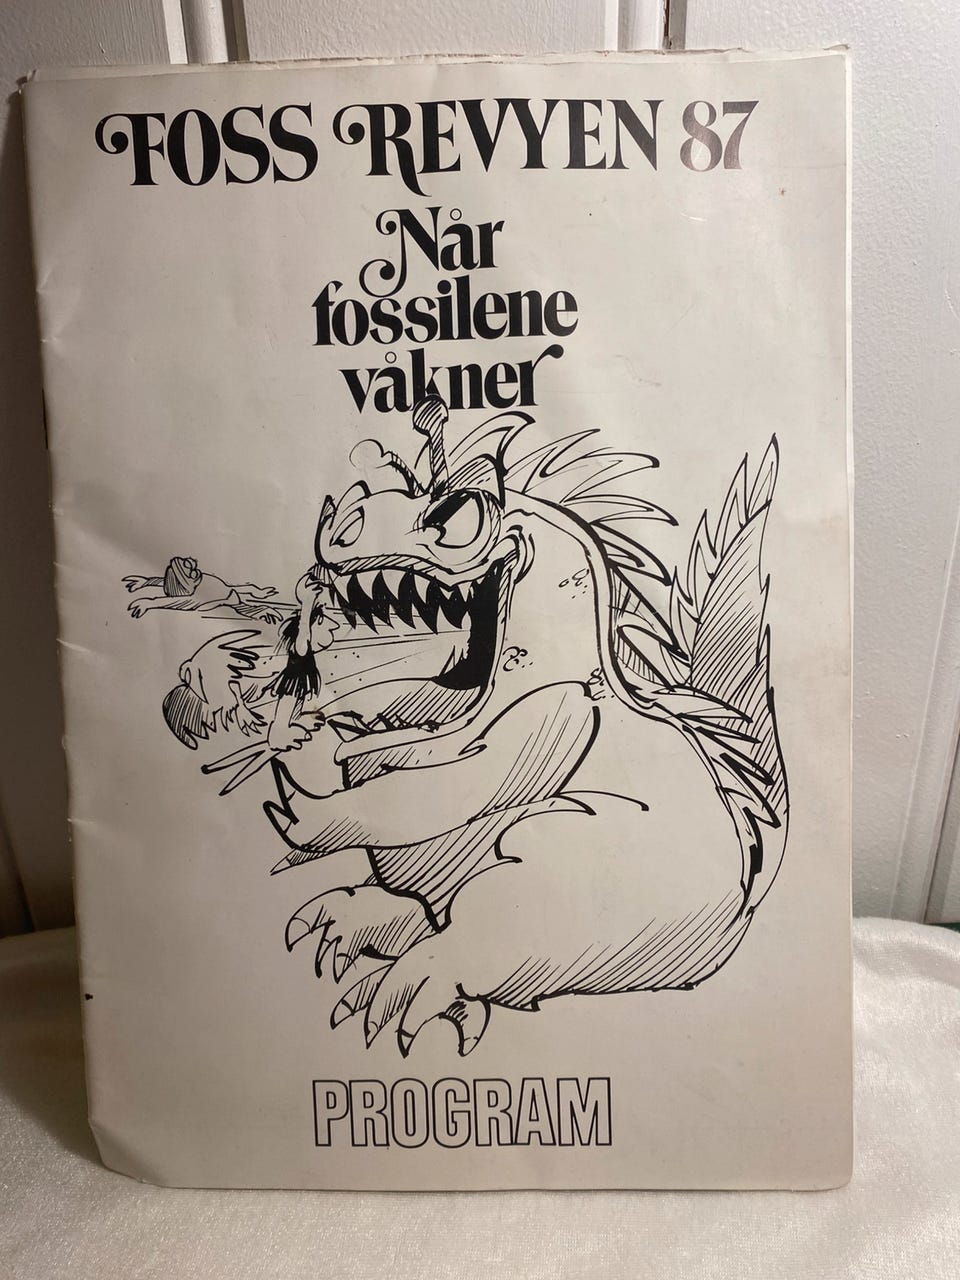 FOSS REVYEN 87
Når
fossilene
våkner
PROGRAM